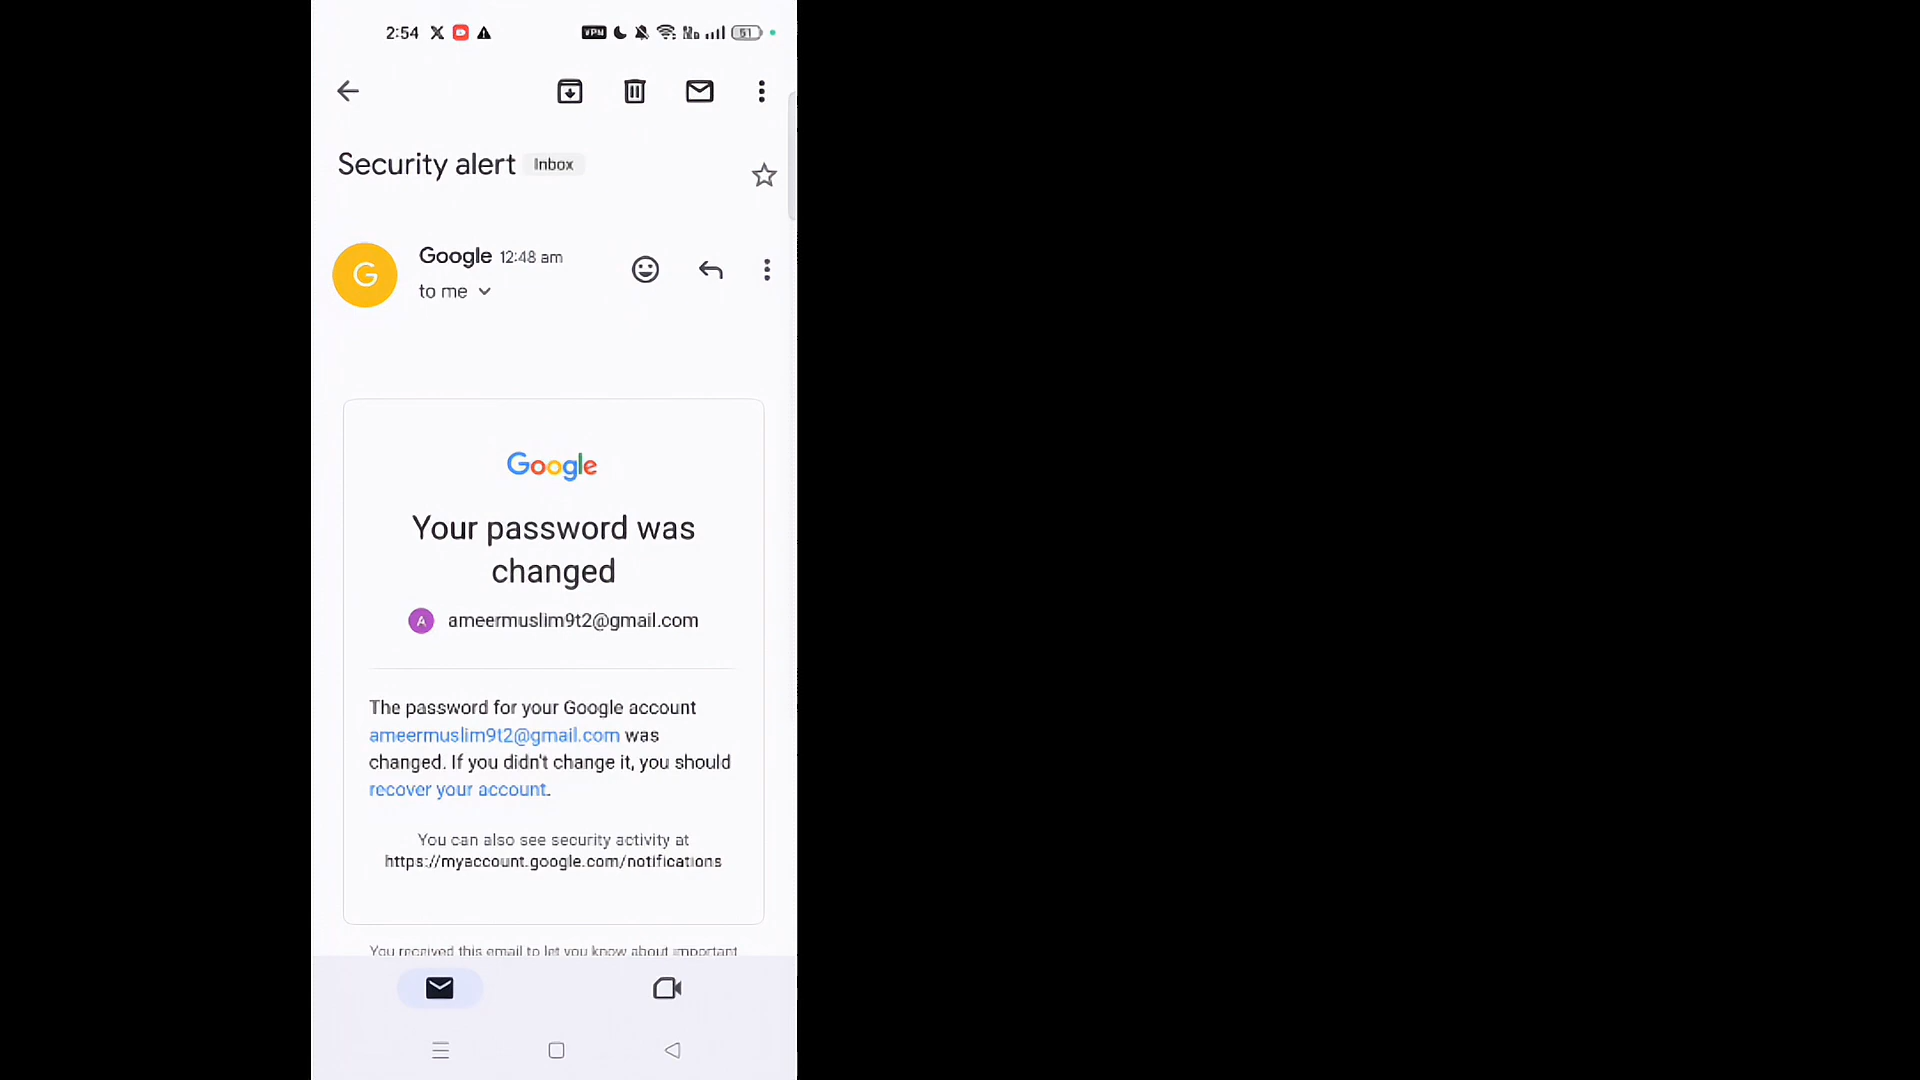 2:54
VPN
51
Security alert Inbox
G
Google 12:48 am
to me
Google
Your password was
changed
A ameermuslim9t2@gmail.com
The password for your Google account
ameermuslim9t2@gmail.com was
changed. If you didn't change it, you should
recover your account.
You can also see security activity at
https://myaccount.google.com/notifications
You received this email to let you know about important